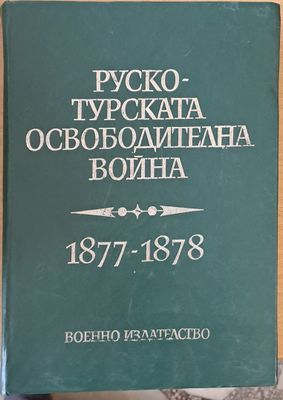 РУСКО-
ТУРСКАТА
ОСВОБОДИТЕЛНА
ВОЙНА
1877-1878
ВОЕННО ИЗДАТЕЛСТВО